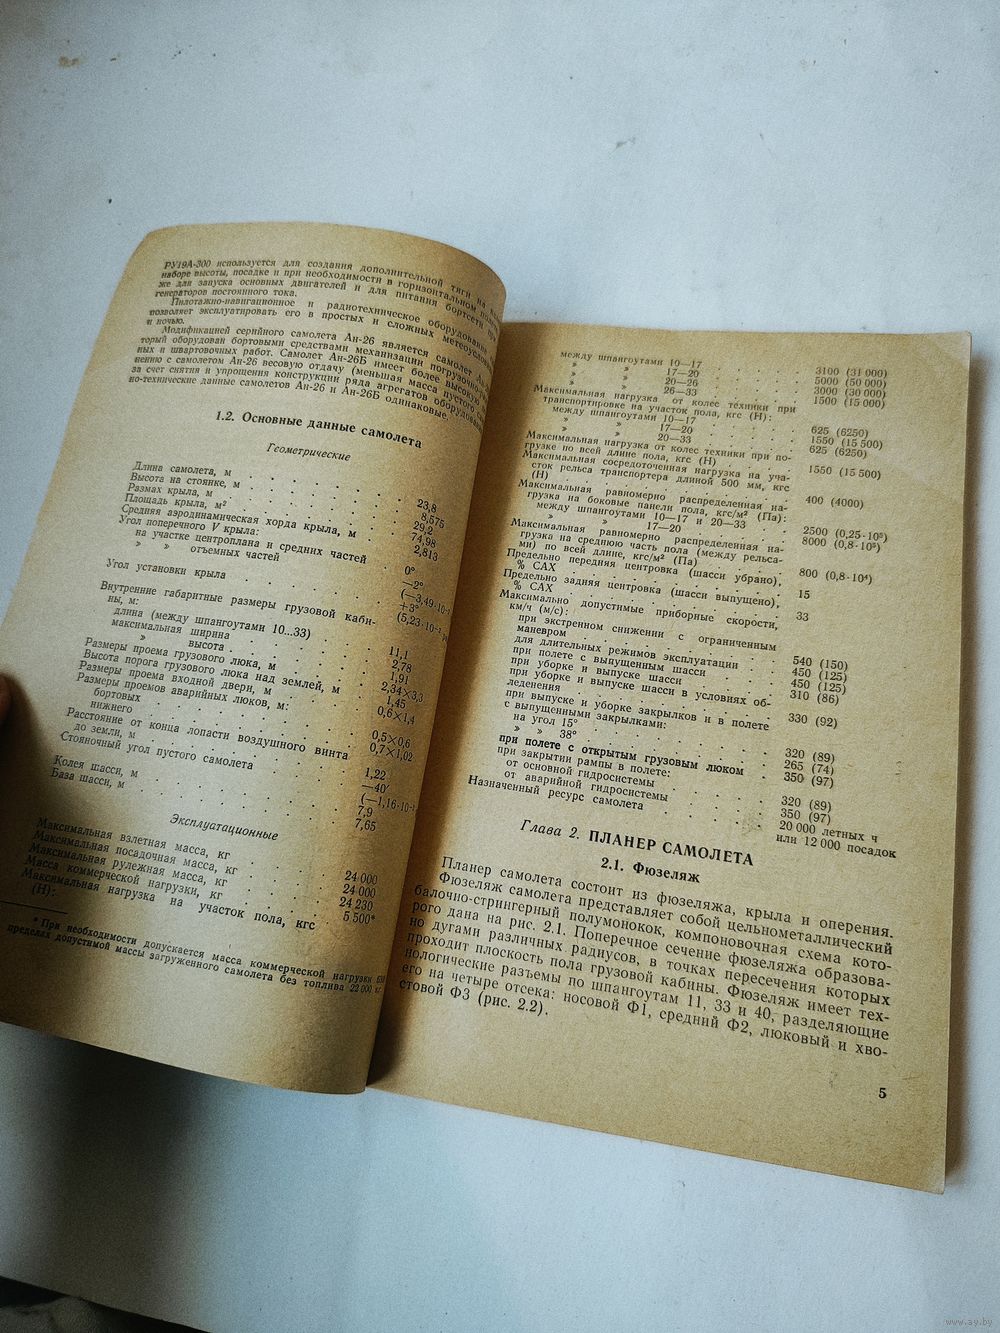 РУ19А-300 используется для создания дополнительной тяги на
наборе высоты, посадке и при необходимости в горизонтальном
же для запуска основных двигателей и для питания бортсети
генераторов постоянного тока.
Пилотажно-навигационное и радиотехническое оборудование
позволяет эксплуатировать его в простых и сложных
и ночью.
Модификацией серийного самолета Ан-26 является самолет
торый оборудован бортовыми средствами механизации
ных и швартовочных работ. Самолет Ан-26Б имеет более высокую
нению с самолетом Ан-26 весовую отдачу (меньшая масса пустого
за счет снятия и упрощения конструкции ряда агрегатов
но-технические данные самолетов Ан-26 и Ан-26Б одинаковые.
1.2. Основные данные самолета
Геометрические
Длина самолета, м . . . 23,8
Высота на стоянке, м . . . 8,575
Размах крыла, м . . . 29,2
Площадь крыла, м² . . . 74,98
Средняя аэродинамическая хорда крыла, м . . . 2,813
Угол поперечного V крыла:
на участке центроплана и средних частей . . . 0°
» » отъемных частей . . . —2°
(—3,49·10⁻²
Угол установки крыла . . . +3°
(5,23·10⁻²
Внутренние габаритные размеры грузовой каби-
ны, м:
длина (между шпангоутами 10...33) . . . 11,1
максимальная ширина . . . 2,78
» высота . . . 1,91
Размеры проема грузового люка, м . . . 2,34×3,3
Высота порога грузового люка над землей, м . . . 1,45
Размеры проема входной двери, м . . . 0,6×1,4
Размеры проемов аварийных люков, м:
бортовых . . . 0,5×0,6
нижнего . . . 0,7×1,02
Расстояние от конца лопасти воздушного винта
до земли, м . . . 1,22
Стояночный угол пустого самолета . . . —40′
(—1,16·10⁻²
Колея шасси, м . . . 7,9
База шасси, м . . . 7,65
Эксплуатационные
Максимальная взлетная масса, кг . . . 24 000
Максимальная посадочная масса, кг . . . 24 000
Максимальная рулежная масса, кг . . . 24 230
Масса коммерческой нагрузки, кг . . . 5 500*
Максимальная нагрузка на участок пола, кгс
(Н):
* При необходимости допускается масса коммерческой нагрузки
пределах допустимой массы загруженного самолета без топлива 22 000 кг.
между шпангоутами 10—17 . . . 3100 (31 000)
» » 17—20 . . . 5000 (50 000)
» » 20—26 . . . 3000 (30 000)
» » 26—33 . . . 1500 (15 000)
Максимальная нагрузка от колес техники при
транспортировке на участок пола, кгс (Н):
между шпангоутами 10—17 . . . 625 (6250)
» » 17—20 . . . 1550 (15 500)
» » 20—33 . . . 625 (6250)
Максимальная нагрузка от колес техники при по-
грузке по всей длине пола, кгс (Н) . . . 1550 (15 500)
Максимальная сосредоточенная нагрузка на уча-
сток рельса транспортера длиной 500 мм, кгс
(Н) . . . 400 (4000)
Максимальная равномерно распределенная на-
грузка на боковые панели пола, кгс/м² (Па):
между шпангоутами 10—17 и 20—33 . . . 2500 (0,25·10⁵)
» » 17—20 . . . 8000 (0,8·10⁵)
Максимальная равномерно распределенная на-
грузка на среднюю часть пола (между рельса-
ми) по всей длине, кгс/м² (Па) . . . 800 (0,8·10⁴)
Предельно передняя центровка (шасси убрано),
% САХ . . . 15
Предельно задняя центровка (шасси выпущено),
% САХ . . . 33
Максимально допустимые приборные скорости,
км/ч (м/с):
при экстренном снижении с ограниченным
маневром . . . 540 (150)
для длительных режимов эксплуатации . . . 450 (125)
при полете с выпущенным шасси . . . 450 (125)
при уборке и выпуске шасси . . . 310 (86)
при уборке и выпуске шасси в условиях об-
леденения . . . 330 (92)
при выпуске и уборке закрылков и в полете
с выпущенными закрылками:
на угол 15° . . . 320 (89)
» » 38° . . . 265 (74)
при полете с открытым грузовым люком . . . 350 (97)
при закрытии рампы в полете:
от основной гидросистемы . . . 320 (89)
от аварийной гидросистемы . . . 350 (97)
Назначенный ресурс самолета . . . 20 000 летных ч
или 12 000 посадок
Глава 2. ПЛАНЕР САМОЛЕТА
2.1. Фюзеляж
Планер самолета состоит из фюзеляжа, крыла и оперения.
Фюзеляж самолета представляет собой цельнометаллический
балочно-стрингерный полумонокок, компоновочная схема кото-
рого дана на рис. 2.1. Поперечное сечение фюзеляжа образова-
но дугами различных радиусов, в точках пересечения которых
проходит плоскость пола грузовой кабины. Фюзеляж имеет тех-
нологические разъемы по шпангоутам 11, 33 и 40, разделяющие
его на четыре отсека: носовой Ф1, средний Ф2, люковый и хво-
стовой Ф3 (рис. 2.2).
5
www.ay.by